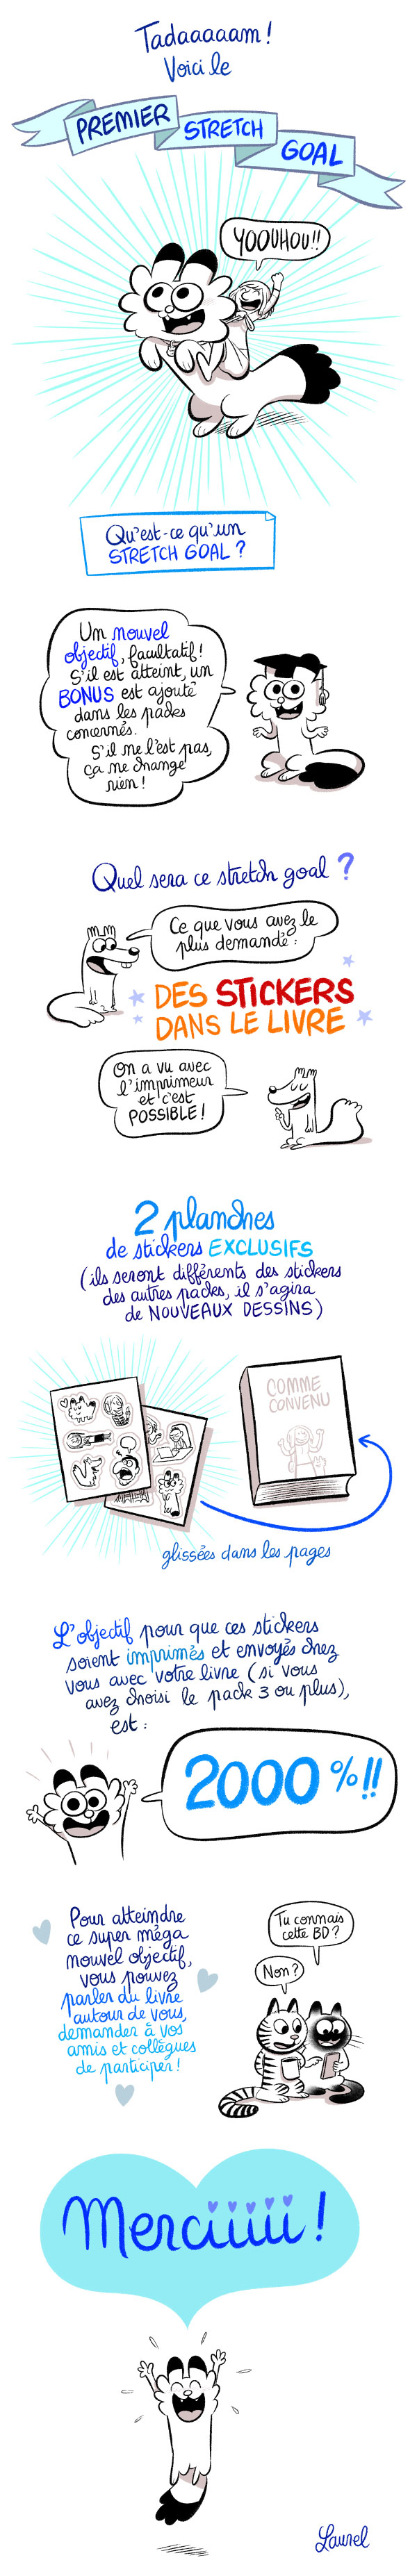 Tadaaaaam !
Voici le
PREMIER
STRETCH
GOAL
YOOUHOU!!
Qu'est-ce qu'un
STRETCH GOAL ?
Un nouvel
objectif, facultatif !
S'il est atteint, un
BONUS est ajouté
dans les packs
concernés.
S'il ne l'est pas,
ça ne change
rien !
Quel sera ce stretch goal ?
Ce que vous avez le
plus demandé :
DES STICKERS
DANS LE LIVRE
On a vu avec
l'imprimeur
et c'est
POSSIBLE !
2 planches
de stickers EXCLUSIFS
(ils seront différents des stickers
des autres packs, il s'agira
de NOUVEAUX DESSINS)
COMME
CONVENU
glissées dans les pages
L'objectif pour que ces stickers
soient imprimés et envoyés chez
vous avec votre livre (si vous
avez choisi le pack 3 ou plus),
est :
2000 %!!
Pour atteindre
ce super méga
nouvel objectif,
vous pouvez
parler du livre
autour de vous,
demander à vos
amis et collègues
de participer !
Tu connais
cette BD ?
Non ?
Merciiiii !
Laurel